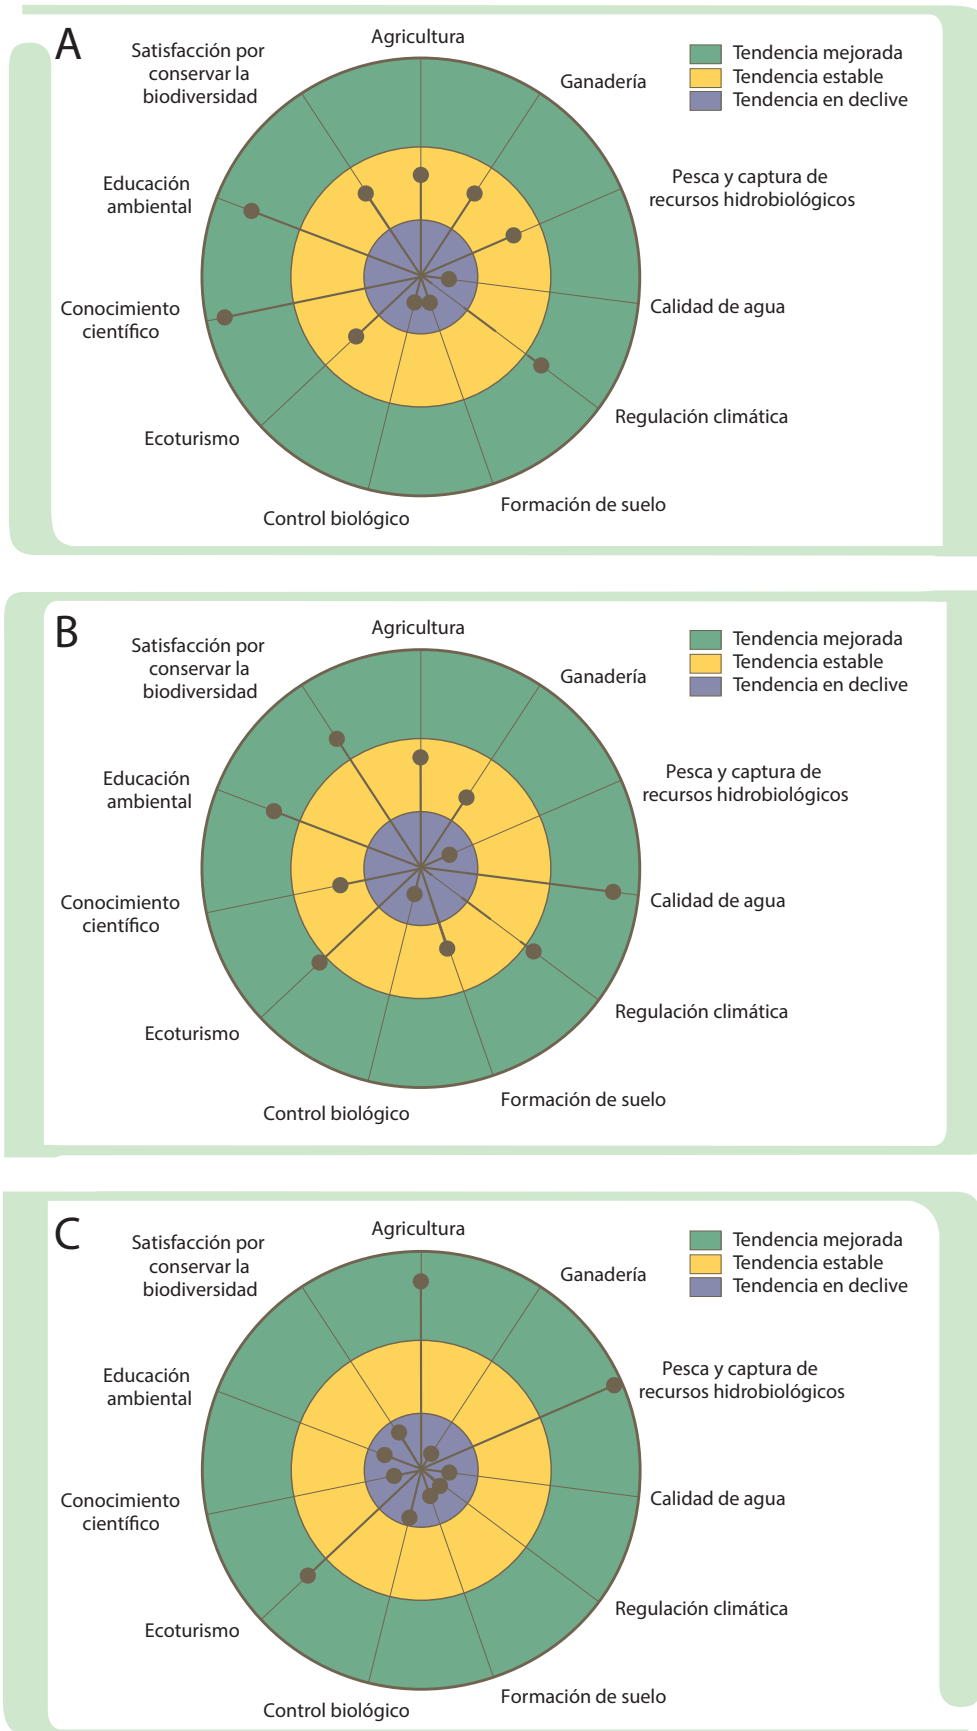 A
Agricultura
Satisfacción por
conservar la
biodiversidad
Tendencia mejorada
Tendencia estable
Tendencia en declive
Ganadería
Educación
ambiental
Pesca y captura de
recursos hidrobiológicos
Conocimiento
científico
Calidad de agua
Regulación climática
Ecoturismo
Formación de suelo
Control biológico
B
Agricultura
Satisfacción por
conservar la
biodiversidad
Tendencia mejorada
Tendencia estable
Tendencia en declive
Ganadería
Educación
ambiental
Pesca y captura de
recursos hidrobiológicos
Conocimiento
científico
Calidad de agua
Regulación climática
Ecoturismo
Formación de suelo
Control biológico
C
Agricultura
Satisfacción por
conservar la
biodiversidad
Tendencia mejorada
Tendencia estable
Tendencia en declive
Ganadería
Educación
ambiental
Pesca y captura de
recursos hidrobiológicos
Conocimiento
científico
Calidad de agua
Regulación climática
Ecoturismo
Formación de suelo
Control biológico